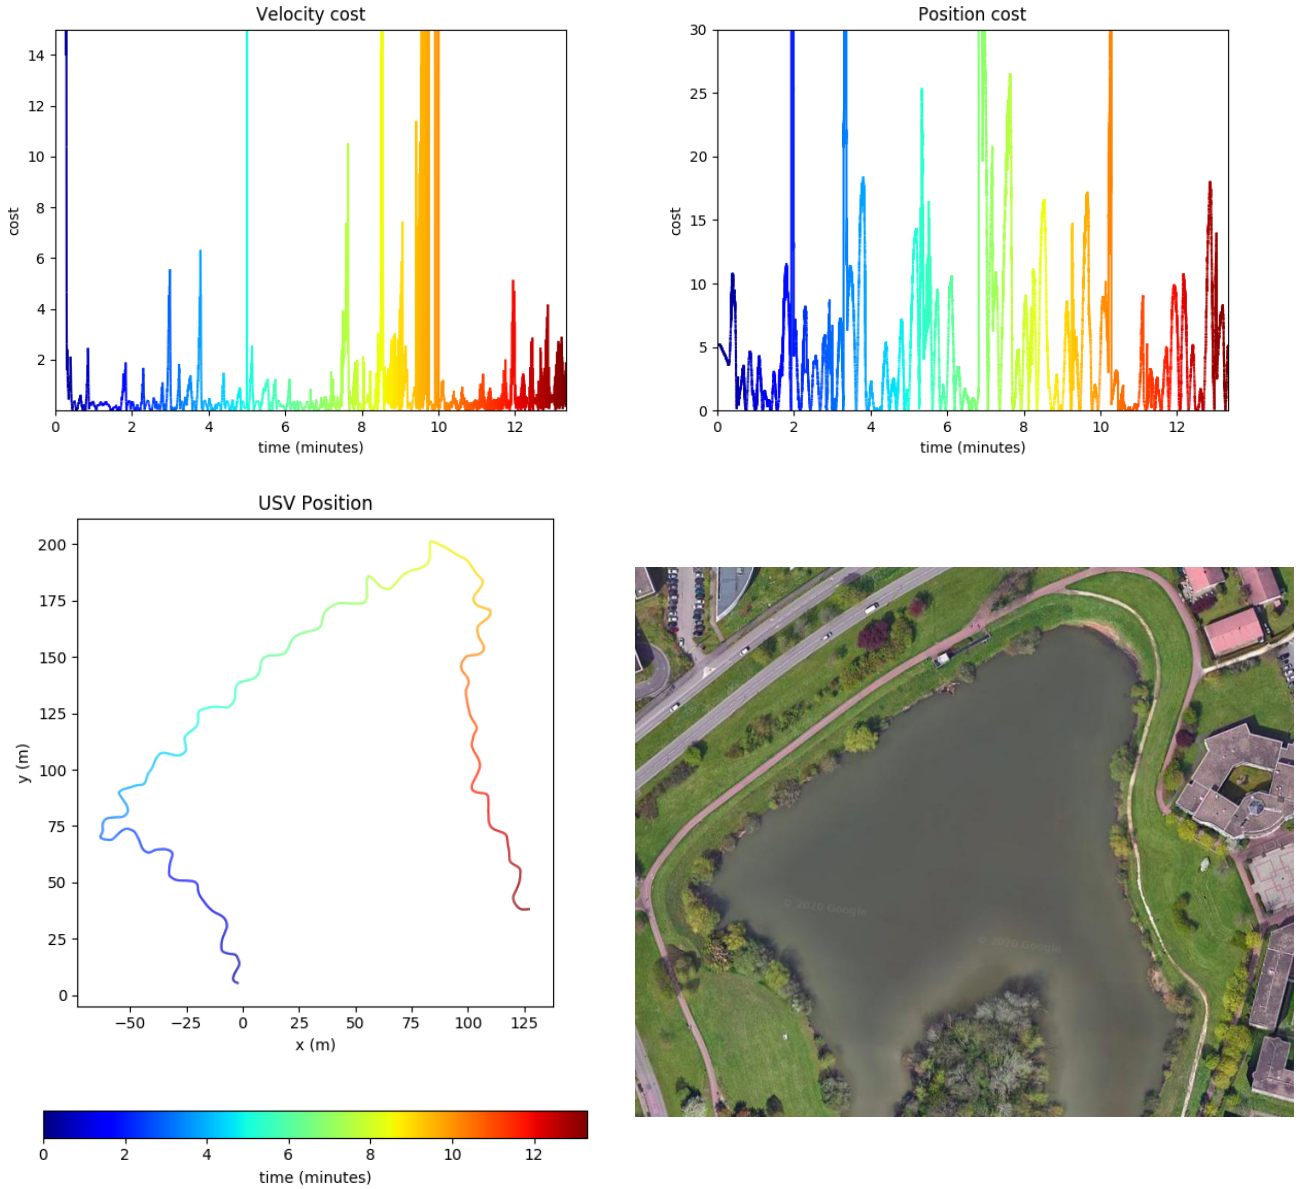 Velocity cost
14
12
10
8
6
4
2
cost
0 2 4 6 8 10 12
time (minutes)
Position cost
30
25
20
15
10
5
0
cost
0 2 4 6 8 10 12
time (minutes)
USV Position
200
175
150
125
100
75
50
25
0
y (m)
−50 −25 0 25 50 75 100 125
x (m)
© 2020 Google
© 2020 Google
0 2 4 6 8 10 12
time (minutes)